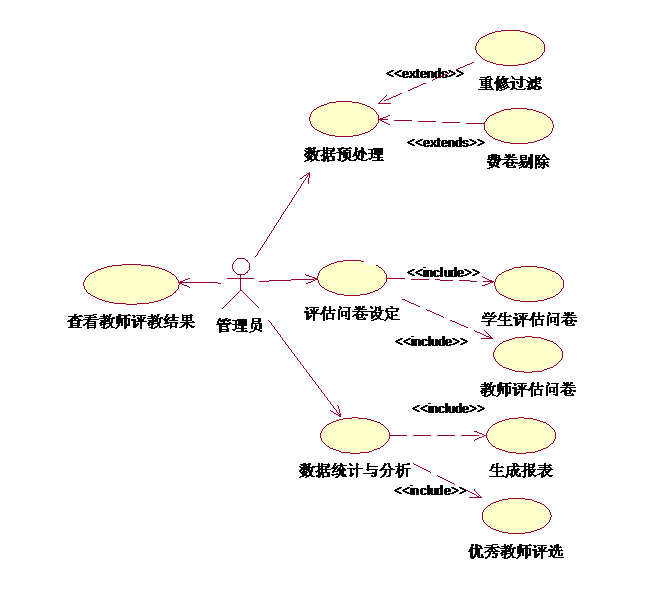 <<extends>>
重修过滤
数据预处理
<<extends>>
费卷剔除
查看教师评教结果
管理员
评估问卷设定
<<include>>
学生评估问卷
<<include>>
教师评估问卷
<<include>>
数据统计与分析
生成报表
<<include>>
优秀教师评选